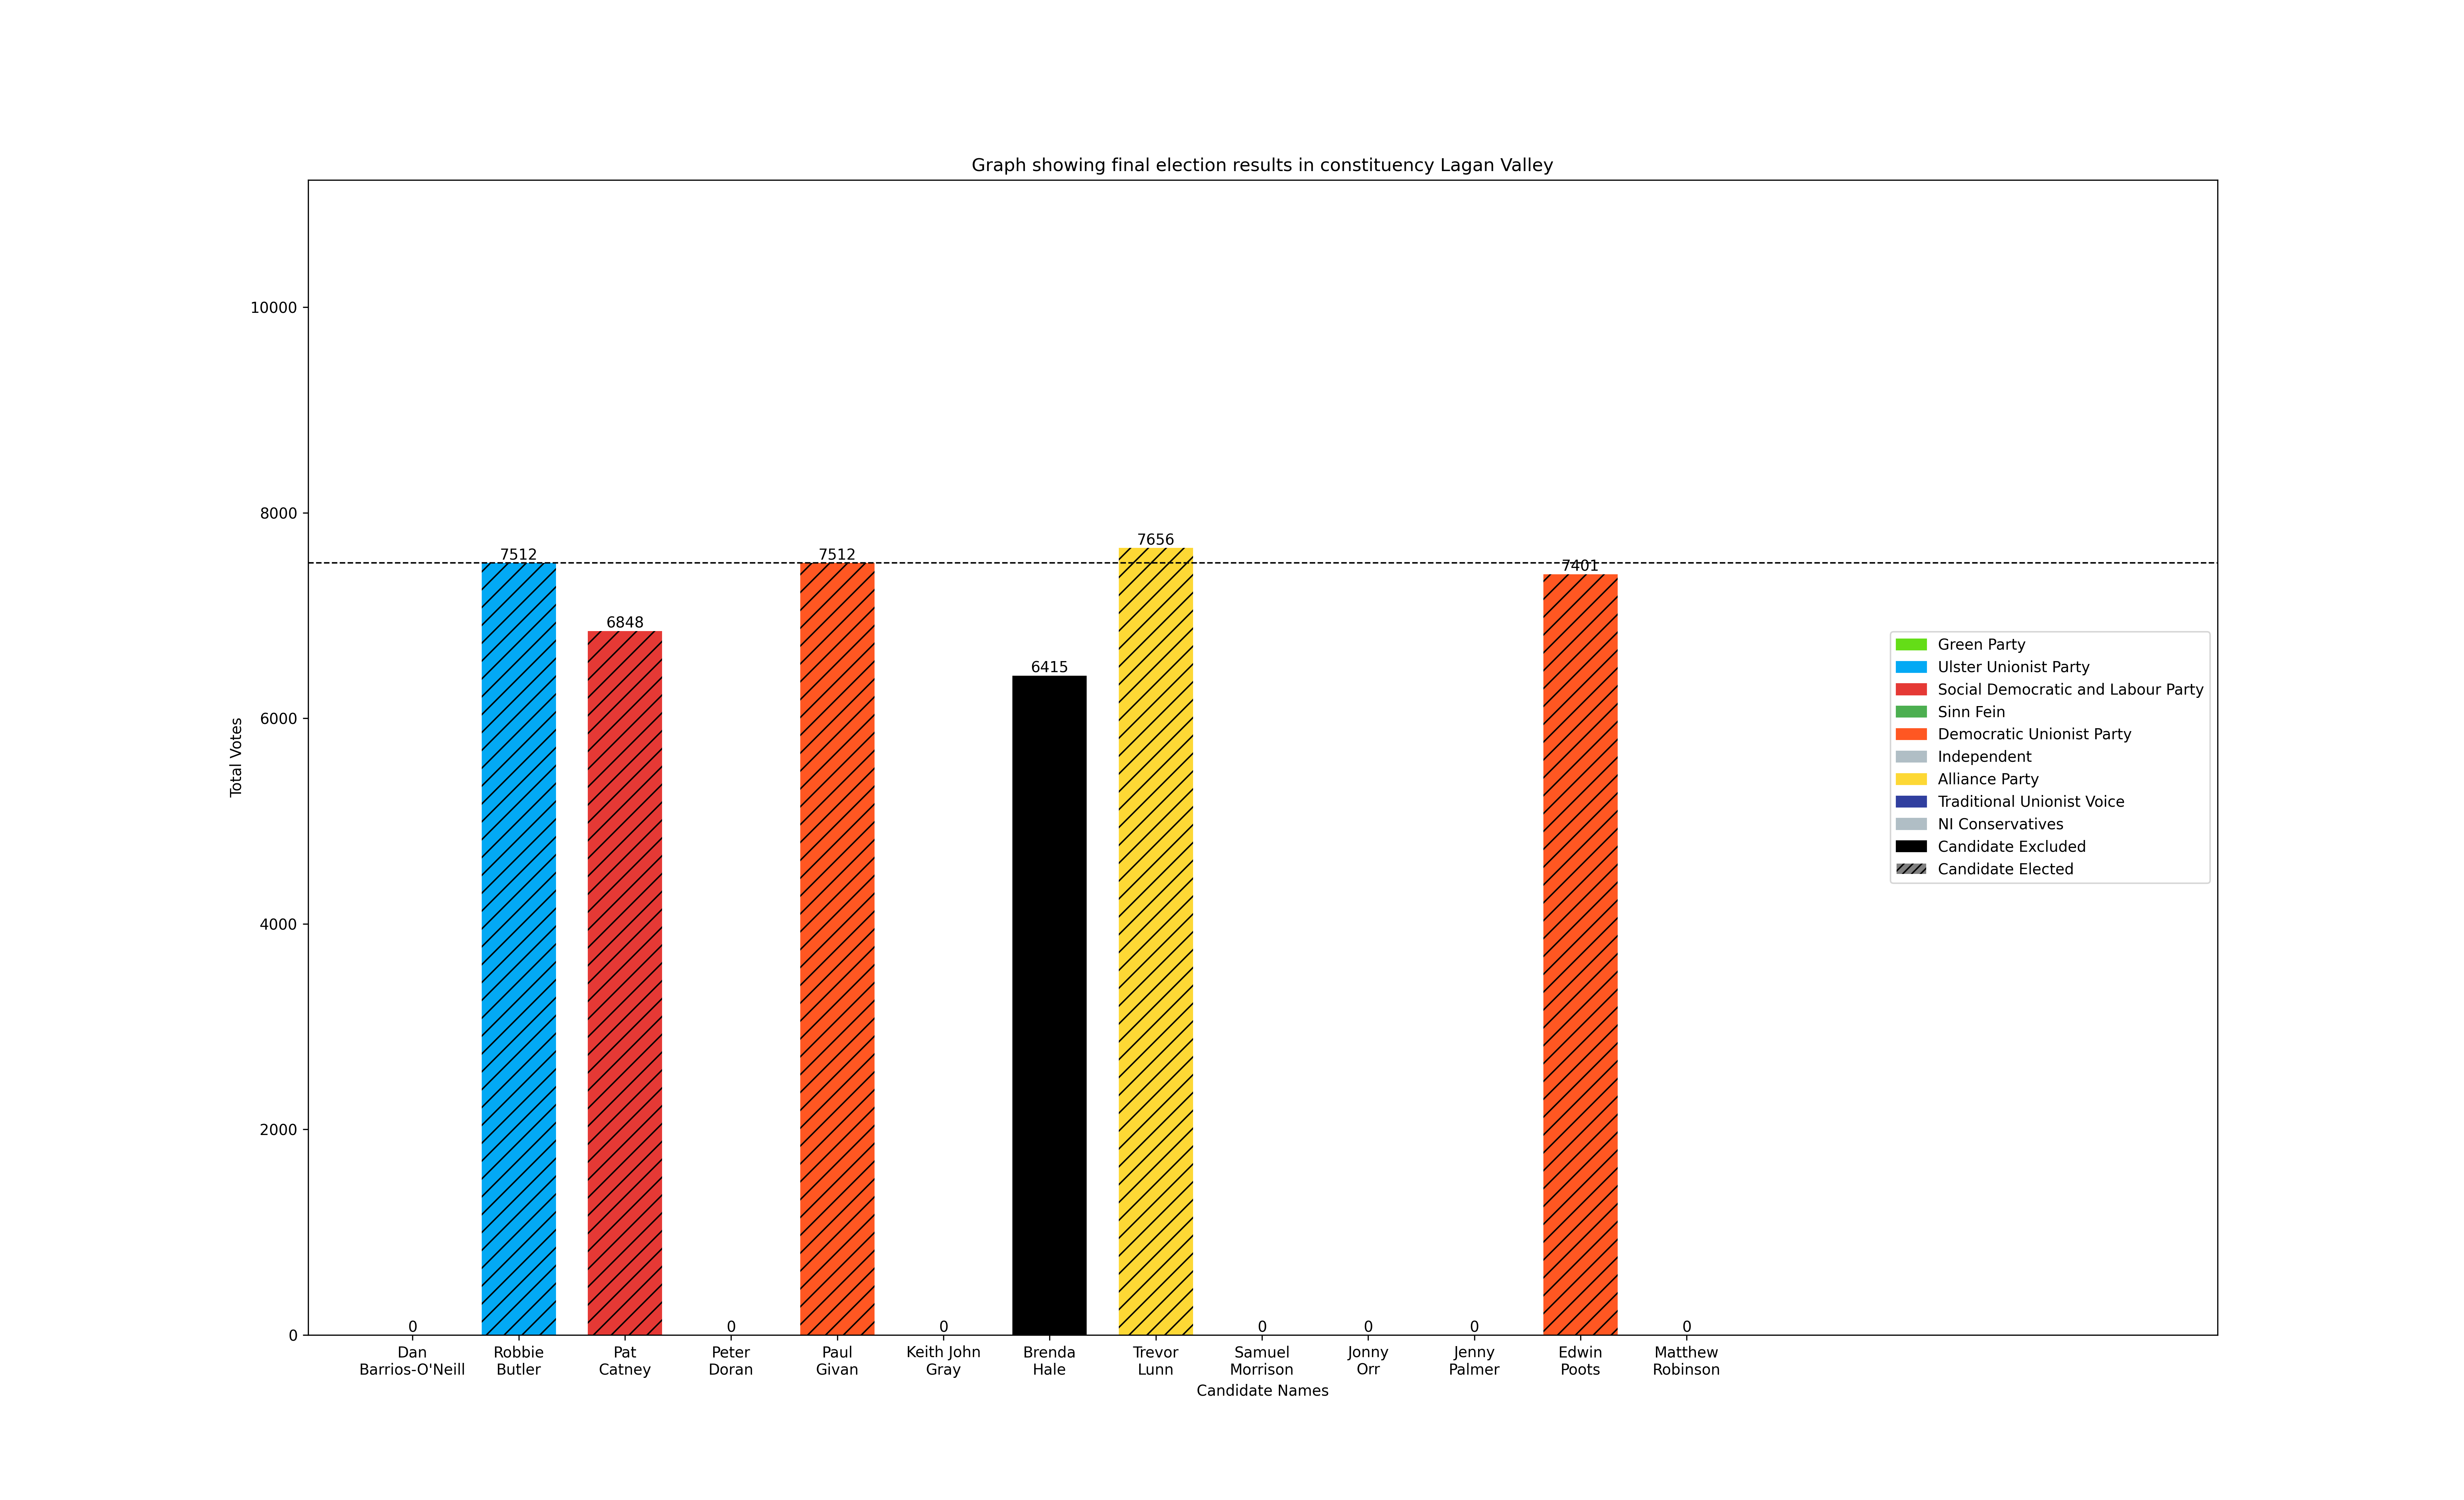 Graph showing final election results in constituency Lagan Valley
10000
8000
6000
4000
2000
0
Total Votes
0
7512
6848
0
7512
0
6415
7656
0
0
0
7401
0
Green Party
Ulster Unionist Party
Social Democratic and Labour Party
Sinn Fein
Democratic Unionist Party
Independent
Alliance Party
Traditional Unionist Voice
NI Conservatives
Candidate Excluded
Candidate Elected
Dan
Barrios-O'Neill
Robbie
Butler
Pat
Catney
Peter
Doran
Paul
Givan
Keith John
Gray
Brenda
Hale
Trevor
Lunn
Samuel
Morrison
Jonny
Orr
Jenny
Palmer
Edwin
Poots
Matthew
Robinson
Candidate Names